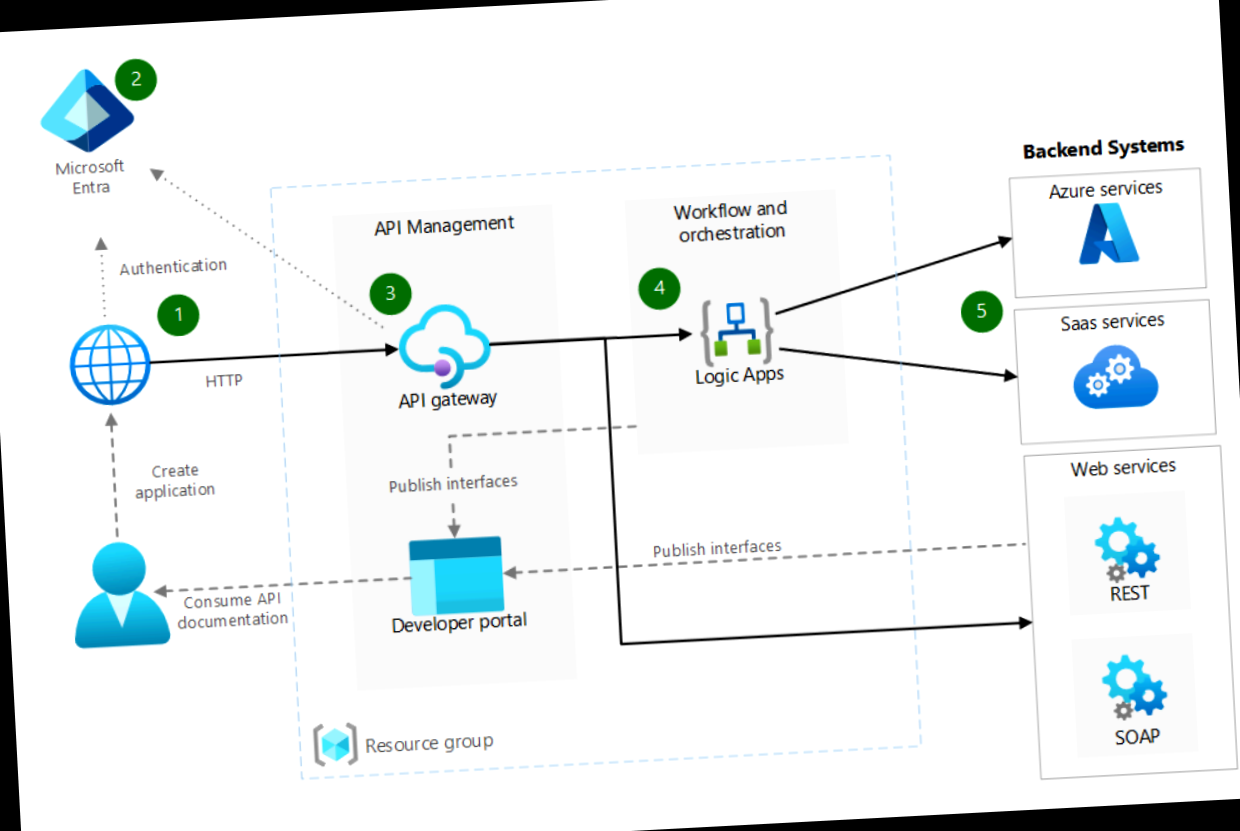 2
Microsoft
Entra
Authentication
1
HTTP
Create
application
Consume API
documentation
API Management
3
API gateway
Publish interfaces
Developer portal
Resource group
Workflow and
orchestration
4
Logic Apps
Publish interfaces
Backend Systems
Azure services
5
Saas services
Web services
REST
SOAP